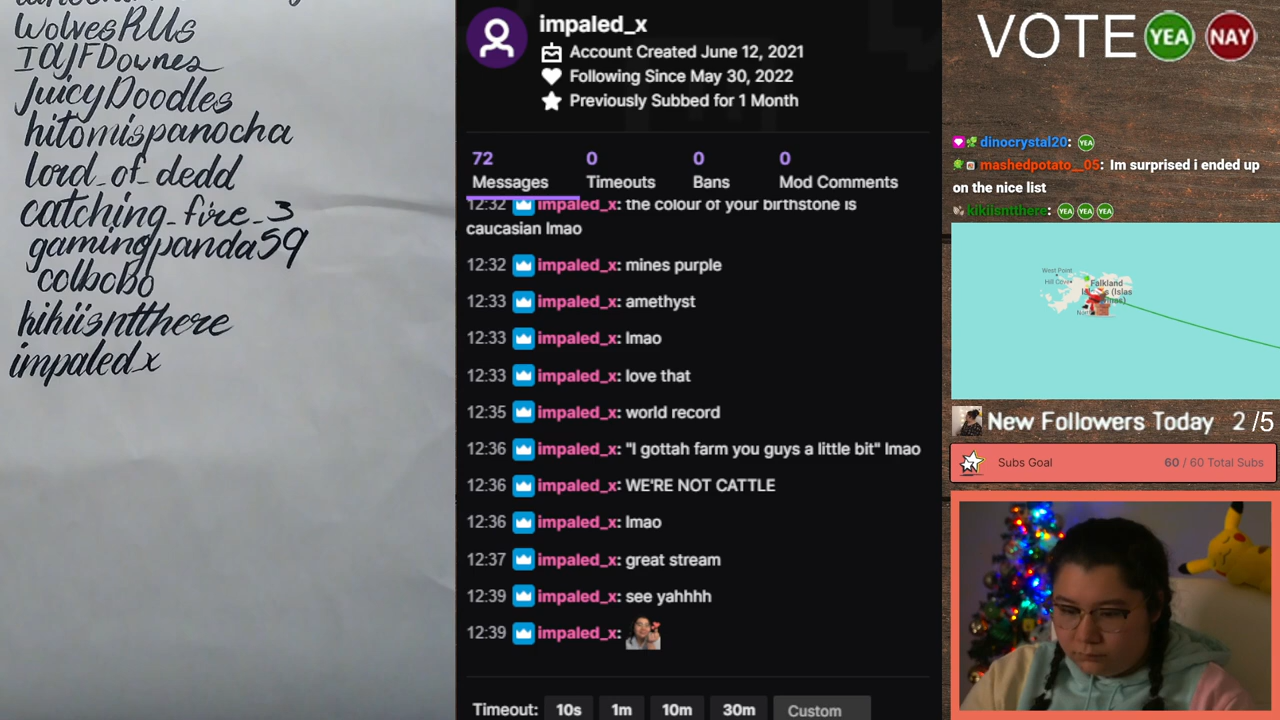 WolvesRUs
IAJFDownes
JuicyDoodles
hitomispanocha
lord_of_dedd
catching_fire_3
gamingpanda59
colbobo
kikiisntthere
impaled_x
impaled_x
Account Created June 12, 2021
Following Since May 30, 2022
Previously Subbed for 1 Month
72 0 0 0
Messages Timeouts Bans Mod Comments
12:32 impaled_x: the colour of your birthstone is
caucasian lmao
12:32 impaled_x: mines purple
12:33 impaled_x: amethyst
12:33 impaled_x: lmao
12:33 impaled_x: love that
12:35 impaled_x: world record
12:36 impaled_x: "I gottah farm you guys a little bit" lmao
12:36 impaled_x: WE'RE NOT CATTLE
12:36 impaled_x: lmao
12:37 impaled_x: great stream
12:39 impaled_x: see yahhhh
12:39 impaled_x:
Timeout: 10s 1m 10m 30m Custom
VOTE YEA NAY
dinocrystal20: YEA
mashedpotato__05: Im surprised i ended up
on the nice list
kikiisntthere: YEA YEA YEA
West Point
Hill Cove
Falkland
(Islas
New Followers Today 2 /5
Subs Goal 60 / 60 Total Subs